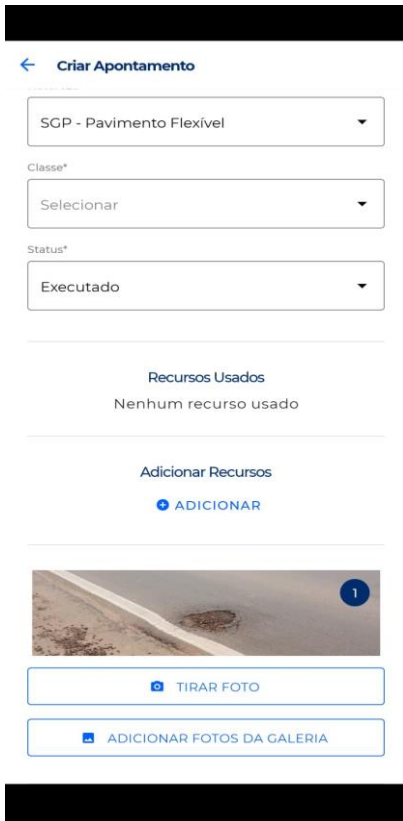 Criar Apontamento
SGP - Pavimento Flexível
Classe*
Selecionar
Status*
Executado
Recursos Usados
Nenhum recurso usado
Adicionar Recursos
ADICIONAR
1
TIRAR FOTO
ADICIONAR FOTOS DA GALERIA